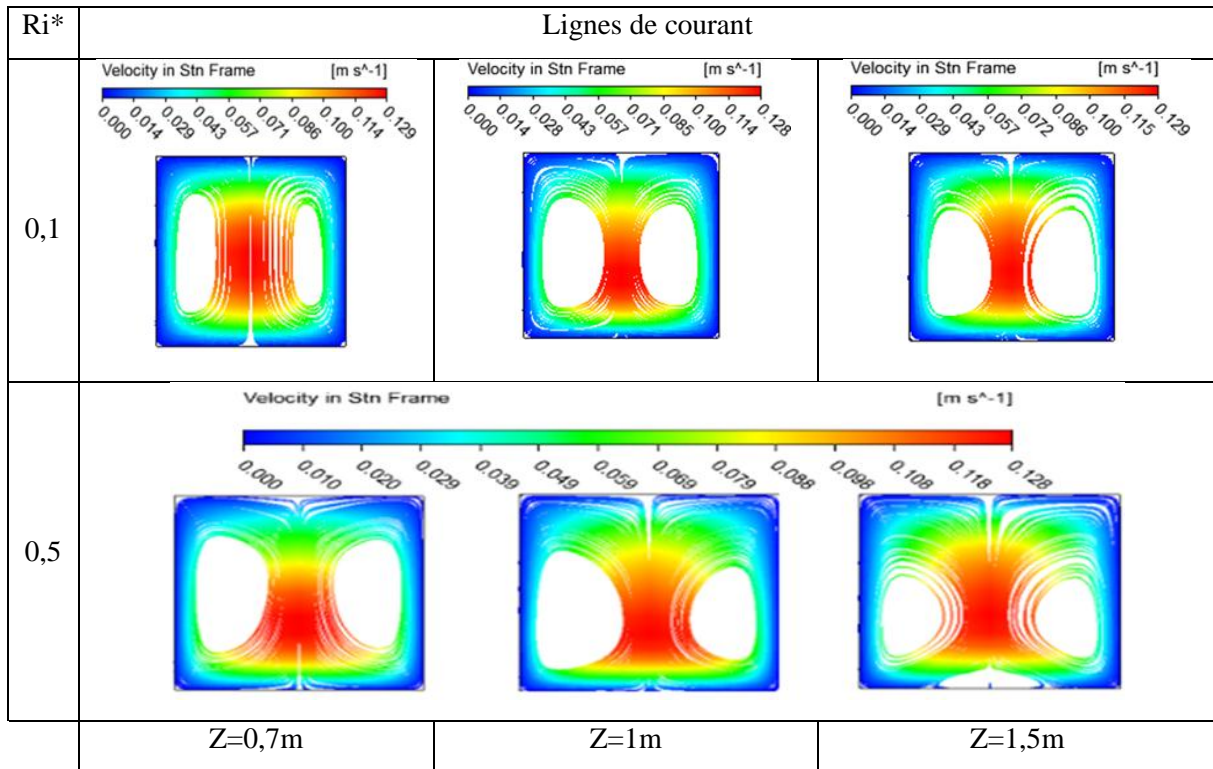 Ri*
Lignes de courant
Velocity in Stn Frame [m s^-1]
0.000 0.014 0.029 0.043 0.057 0.071 0.086 0.100 0.114 0.129
Velocity in Stn Frame [m s^-1]
0.000 0.014 0.028 0.043 0.057 0.071 0.085 0.100 0.114 0.128
Velocity in Stn Frame [m s^-1]
0.000 0.014 0.029 0.043 0.057 0.072 0.086 0.100 0.115 0.129
0,1
Velocity in Stn Frame [m s^-1]
0.000 0.010 0.020 0.029 0.039 0.049 0.059 0.069 0.079 0.088 0.098 0.108 0.118 0.128
0,5
Z=0,7m
Z=1m
Z=1,5m